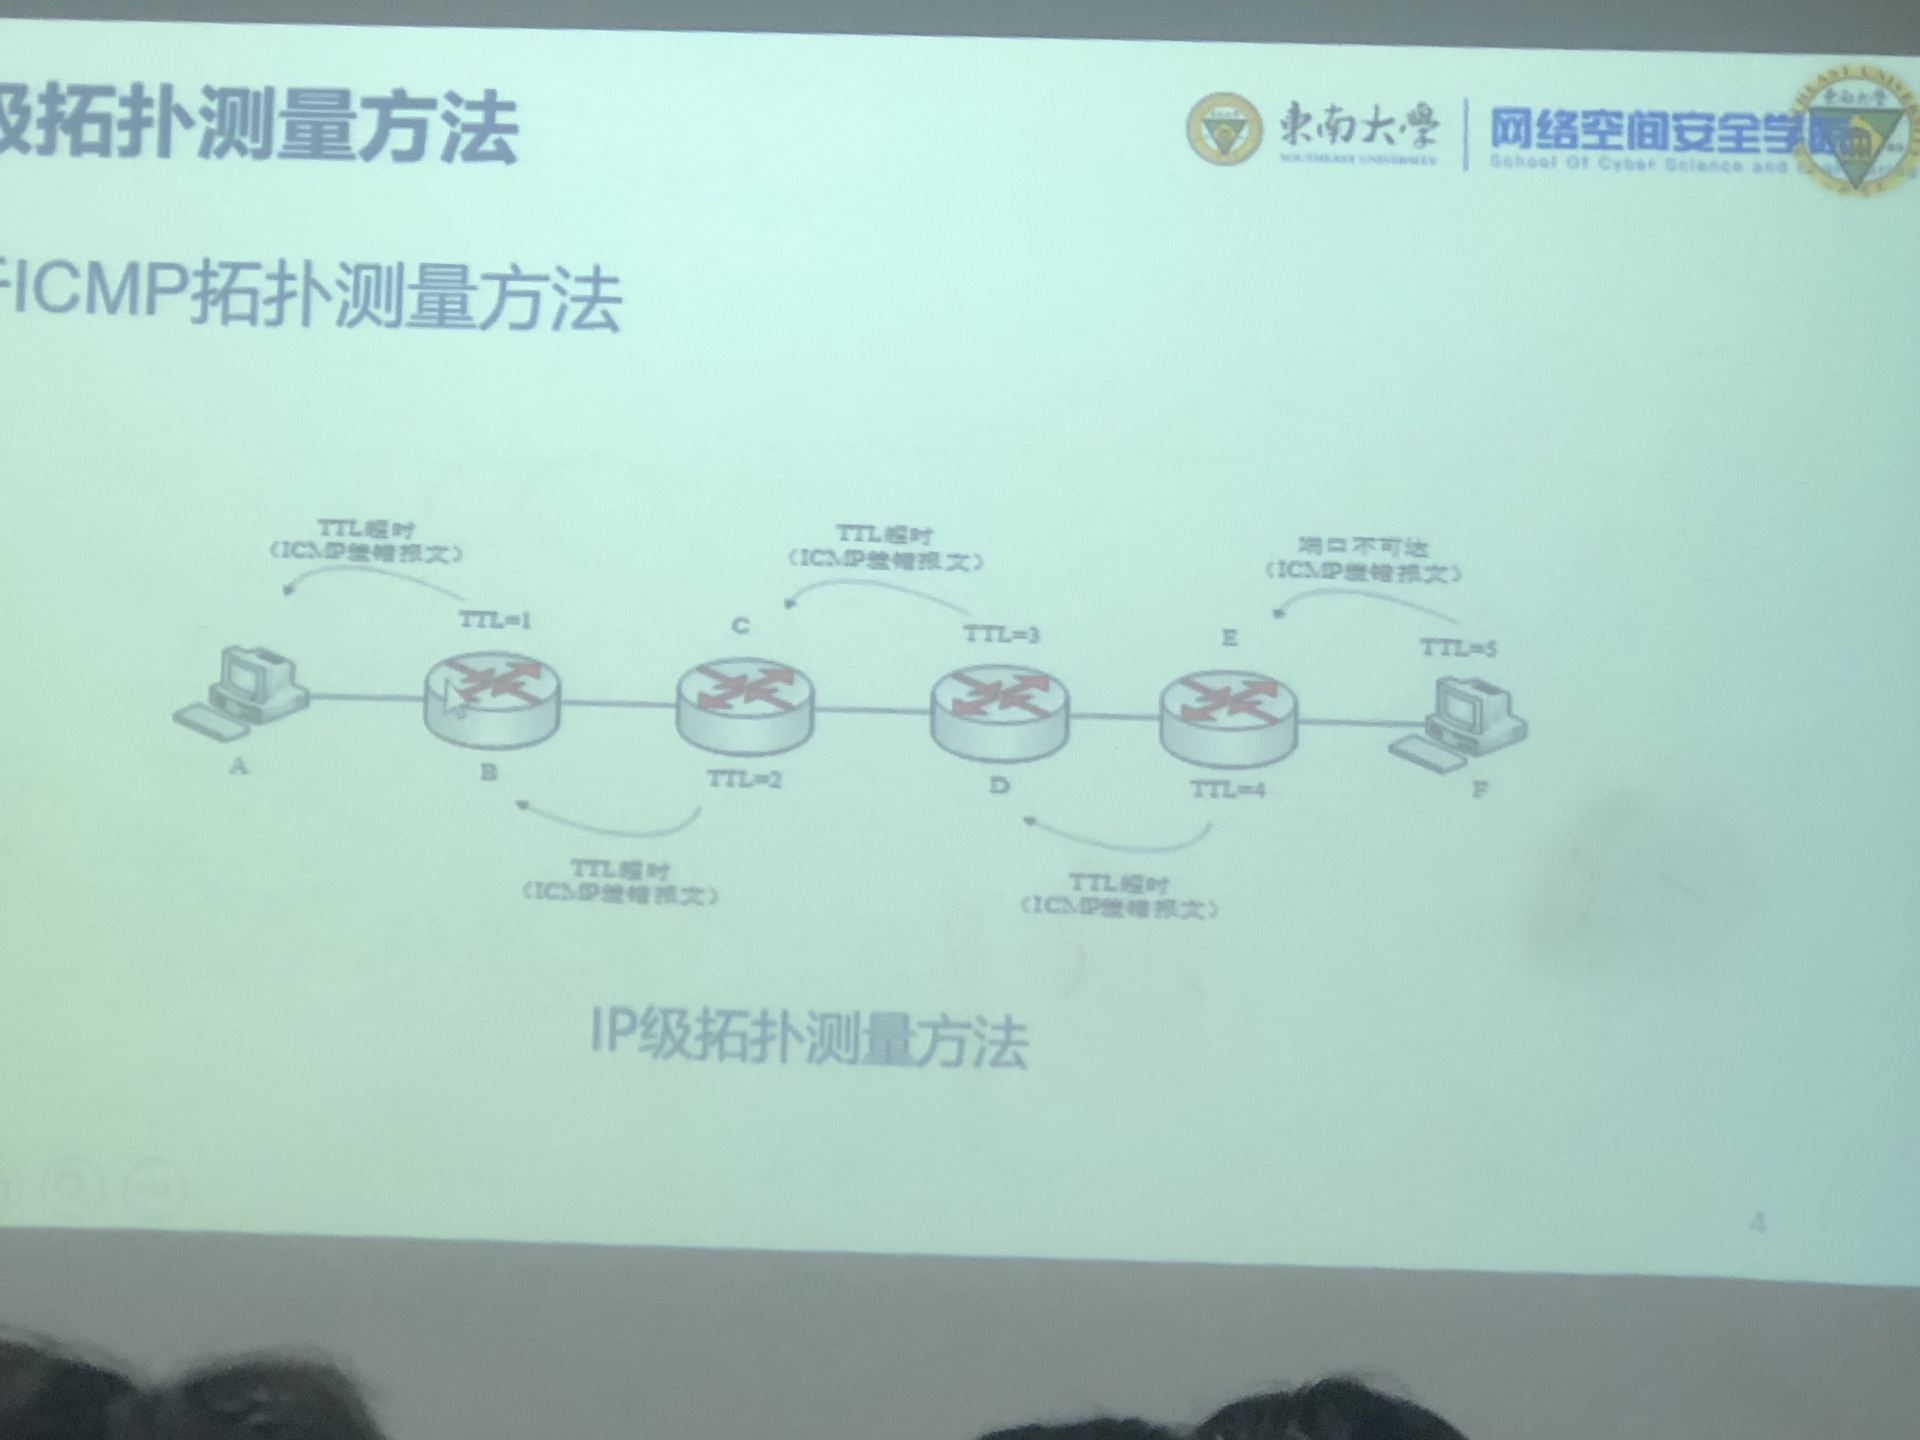 级拓扑测量方法
東南大學
SOUTHEAST UNIVERSITY
网络空间安全学院
School Of Cyber Science and
ICMP拓扑测量方法
TTL超时
(ICMP差错报文)
TTL超时
(ICMP差错报文)
端口不可达
(ICMP差错报文)
TTL=1
C
TTL=3
E
TTL=5
A
B
TTL=2
D
TTL=4
F
TTL超时
(ICMP差错报文)
TTL超时
(ICMP差错报文)
IP级拓扑测量方法
4